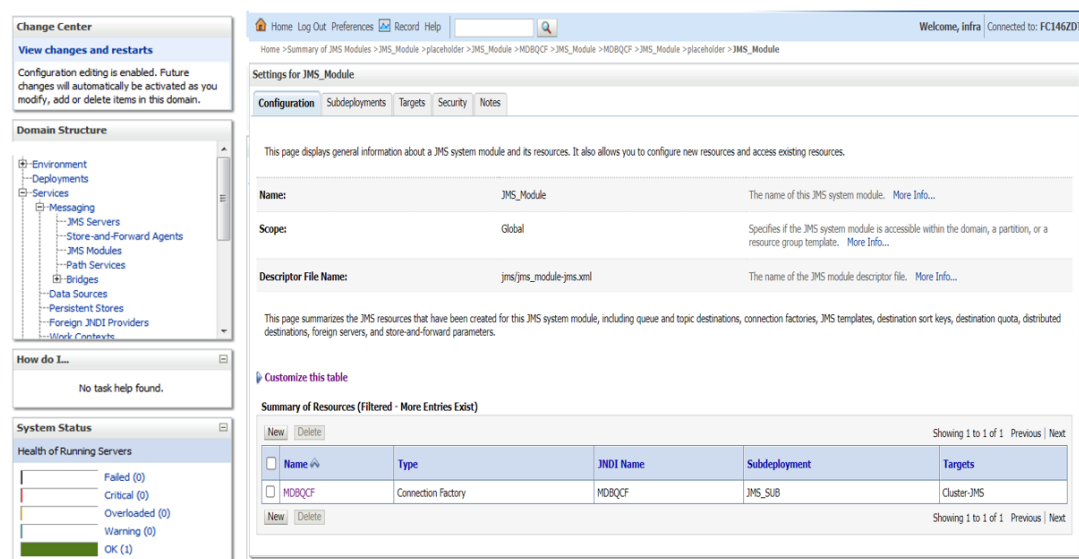 Change Center
View changes and restarts
Configuration editing is enabled. Future
changes will automatically be activated as you
modify, add or delete items in this domain.
Domain Structure
Environment
Deployments
Services
Messaging
JMS Servers
Store-and-Forward Agents
JMS Modules
Path Services
Bridges
Data Sources
Persistent Stores
Foreign JNDI Providers
Work Contexts
How do I...
No task help found.
System Status
Health of Running Servers
Failed (0)
Critical (0)
Overloaded (0)
Warning (0)
OK (1)
Home Log Out Preferences Record Help
Welcome, infra Connected to: FC146ZD
Home >Summary of JMS Modules >JMS_Module >placeholder >JMS_Module >MDBQCF >JMS_Module >MDBQCF >JMS_Module >placeholder >JMS_Module
Settings for JMS_Module
Configuration Subdeployments Targets Security Notes
This page displays general information about a JMS system module and its resources. It also allows you to configure new resources and access existing resources.
Name: JMS_Module The name of this JMS system module. More Info...
Scope: Global Specifies if the JMS system module is accessible within the domain, a partition, or a
resource group template. More Info...
Descriptor File Name: jms/jms_module-jms.xml The name of the JMS module descriptor file. More Info...
This page summarizes the JMS resources that have been created for this JMS system module, including queue and topic destinations, connection factories, JMS templates, destination sort keys, destination quota, distributed
destinations, foreign servers, and store-and-forward parameters.
Customize this table
Summary of Resources (Filtered - More Entries Exist)
New Delete Showing 1 to 1 of 1 Previous | Next
Name Type JNDI Name Subdeployment Targets
MDBQCF Connection Factory MDBQCF JMS_SUB Cluster-JMS
New Delete Showing 1 to 1 of 1 Previous | Next